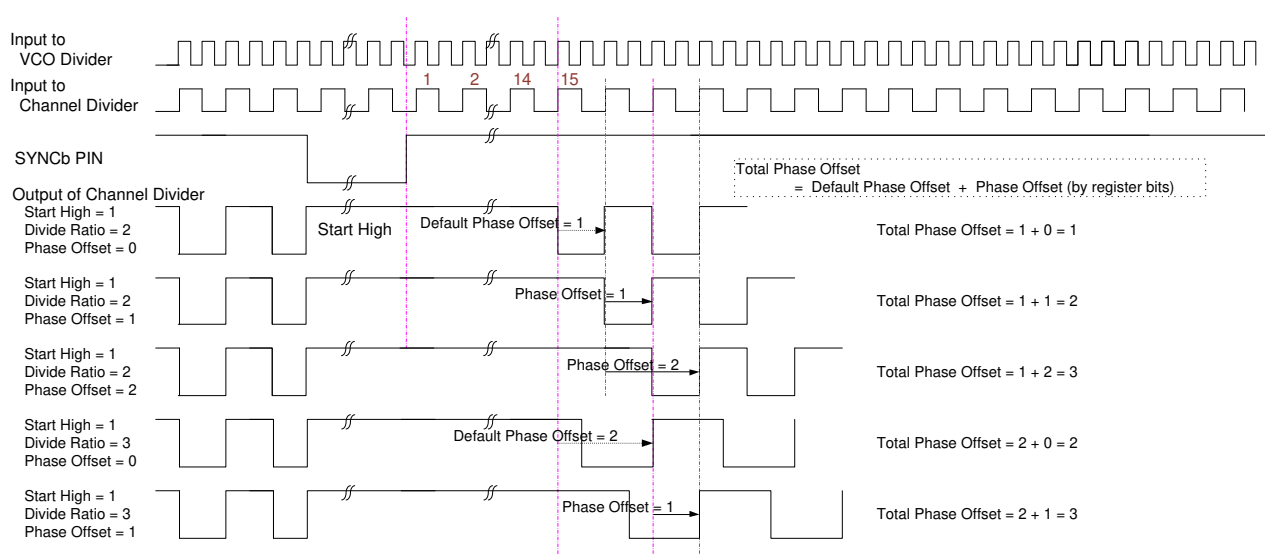 Input to
VCO Divider
Input to
Channel Divider
1 2 14 15
SYNCb PIN
Total Phase Offset
= Default Phase Offset + Phase Offset (by register bits)
Output of Channel Divider
Start High = 1
Divide Ratio = 2
Phase Offset = 0
Start High
Default Phase Offset = 1
Total Phase Offset = 1 + 0 = 1
Start High = 1
Divide Ratio = 2
Phase Offset = 1
Phase Offset = 1
Total Phase Offset = 1 + 1 = 2
Start High = 1
Divide Ratio = 2
Phase Offset = 2
Phase Offset = 2
Total Phase Offset = 1 + 2 = 3
Start High = 1
Divide Ratio = 3
Phase Offset = 0
Default Phase Offset = 2
Total Phase Offset = 2 + 0 = 2
Start High = 1
Divide Ratio = 3
Phase Offset = 1
Phase Offset = 1
Total Phase Offset = 2 + 1 = 3